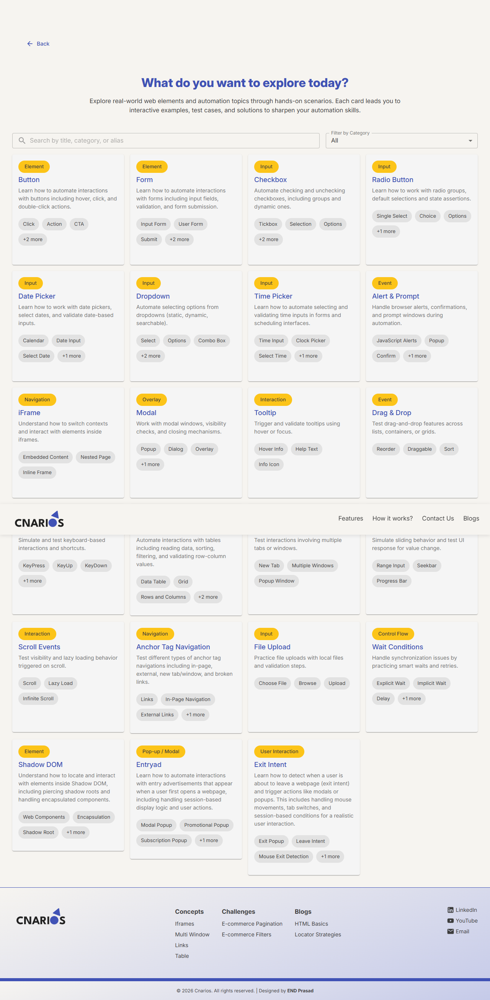 Back
What do you want to explore today?
Explore real-world web elements and automation topics through hands-on scenarios. Each card leads you to
interactive examples, test cases, and solutions to sharpen your automation skills.
Search by title, category, or alias
Filter by Category
All
Element
Button
Learn how to automate interactions
with buttons including hover, click, and
double-click actions.
Click Action CTA
+2 more
Element
Form
Learn how to automate interactions
with forms including input fields,
validation, and form submission.
Input Form User Form
Submit +2 more
Input
Checkbox
Automate checking and unchecking
checkboxes, including groups and
dynamic ones.
Tickbox Selection Options
+2 more
Input
Radio Button
Learn how to work with radio groups,
default selections and state assertions.
Single Select Choice Options
+1 more
Input
Date Picker
Learn how to work with date pickers,
select dates, and validate date-based
inputs.
Calendar Date Input
Select Date +1 more
Input
Dropdown
Automate selecting options from
dropdowns (static, dynamic,
searchable).
Select Options Combo Box
+2 more
Input
Time Picker
Learn how to automate selecting and
validating time inputs in forms and
scheduling interfaces.
Time Input Clock Picker
Select Time +1 more
Event
Alert & Prompt
Handle browser alerts, confirmations,
and prompt windows during
automation.
JavaScript Alerts Popup
Confirm +1 more
Navigation
iFrame
Understand how to switch contexts
and interact with elements inside
iframes.
Embedded Content Nested Page
Inline Frame
Overlay
Modal
Work with modal windows, visibility
checks, and closing mechanisms.
Popup Dialog Overlay
+1 more
Interaction
Tooltip
Trigger and validate tooltips using
hover or focus.
Hover Info Help Text
Info Icon
Event
Drag & Drop
Test drag-and-drop features across
lists, containers, or grids.
Reorder Draggable Sort
CNARIOS
Features How it works? Contact Us Blogs
Simulate and test keyboard-based
interactions and shortcuts.
KeyPress KeyUp KeyDown
+1 more
Automate interactions with tables
including reading data, sorting,
filtering, and validating row-column
values.
Data Table Grid
Rows and Columns +2 more
Test interactions involving multiple
tabs or windows.
New Tab Multiple Windows
Popup Window
Simulate sliding behavior and test UI
response for value change.
Range Input Seekbar
Progress Bar
Interaction
Scroll Events
Test visibility and lazy loading behavior
triggered on scroll.
Scroll Lazy Load
Infinite Scroll
Navigation
Anchor Tag Navigation
Test different types of anchor tag
navigations including in-page,
external, new tab/window, and broken
links.
Links In-Page Navigation
External Links +1 more
Input
File Upload
Practice file uploads with local files
and validation steps.
Choose File Browse Upload
Control Flow
Wait Conditions
Handle synchronization issues by
practicing smart waits and retries.
Explicit Wait Implicit Wait
Delay +1 more
Element
Shadow DOM
Understand how to locate and interact
with elements inside Shadow DOM,
including piercing shadow roots and
handling encapsulated components.
Web Components Encapsulation
Shadow Root +1 more
Pop-up / Modal
Entryad
Learn how to automate interactions
with entry advertisements that appear
when a user first opens a webpage,
including handling session-based
display logic and user actions.
Modal Popup Promotional Popup
Subscription Popup +1 more
User Interaction
Exit Intent
Learn how to detect when a user is
about to leave a webpage (exit intent)
and trigger actions like modals or
popups. This includes handling mouse
movements, tab switches, and
session-based conditions for a realistic
user interaction.
Exit Popup Leave Intent
Mouse Exit Detection +1 more
CNARIOS
Concepts
Iframes
Multi Window
Links
Table
Challenges
E-commerce Pagination
E-commerce Filters
Blogs
HTML Basics
Locator Strategies
LinkedIn
YouTube
Email
© 2026 Cnarios. All rights reserved. | Designed by END Prasad